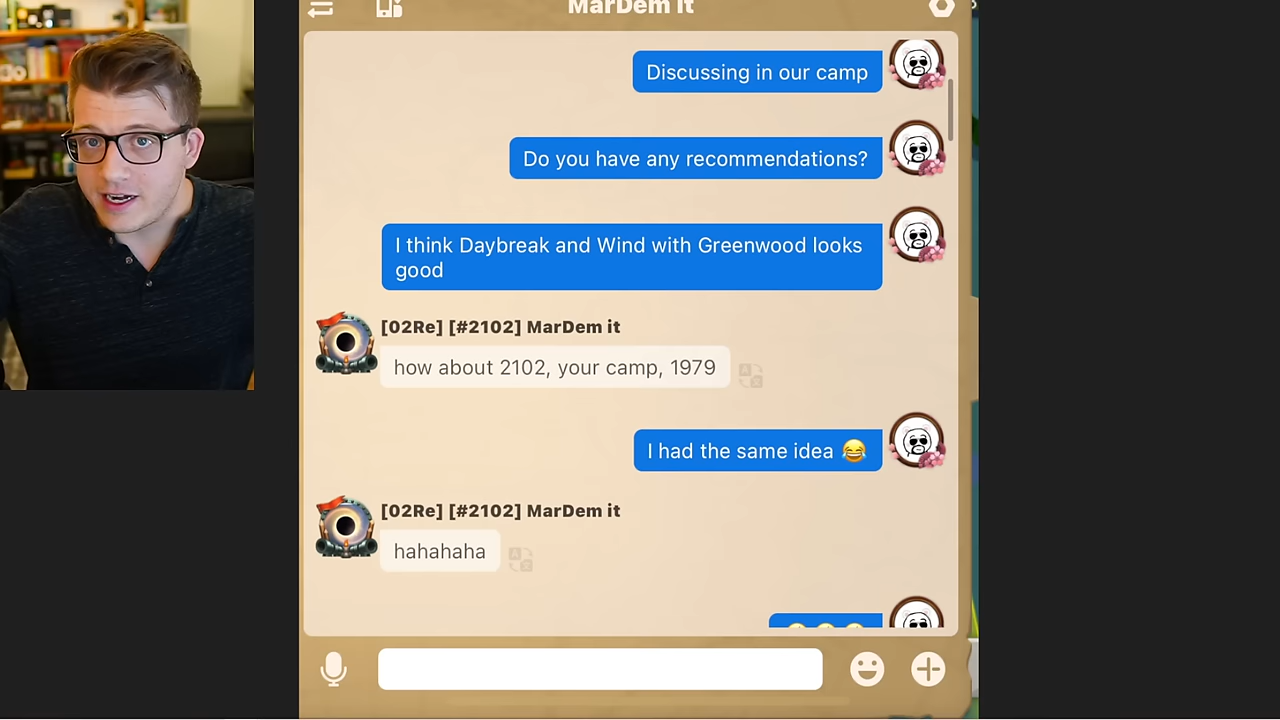 MarDem it
Discussing in our camp
Do you have any recommendations?
I think Daybreak and Wind with Greenwood looks
good
[02Re] [#2102] MarDem it
how about 2102, your camp, 1979
I had the same idea 😂
[02Re] [#2102] MarDem it
hahahaha